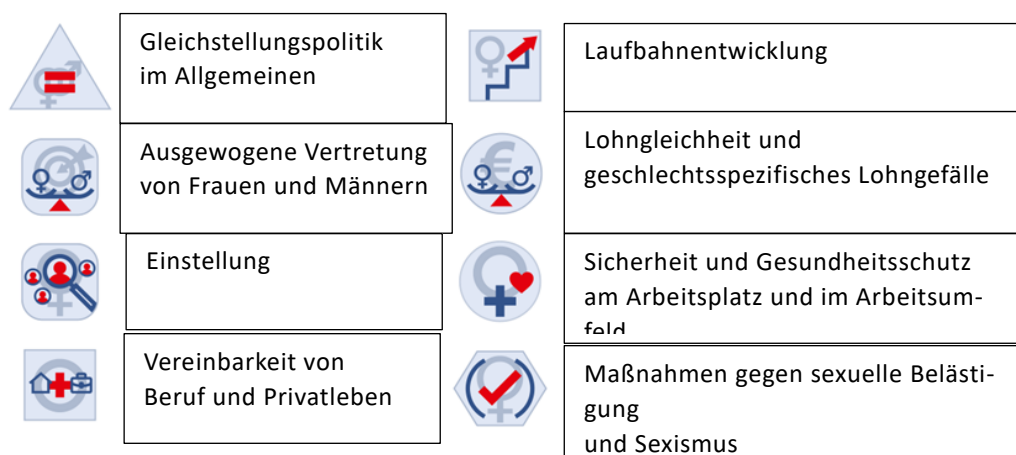 Gleichstellungspolitik
im Allgemeinen
Ausgewogene Vertretung
von Frauen und Männern
Einstellung
Vereinbarkeit von
Beruf und Privatleben
Laufbahnentwicklung
Lohngleichheit und
geschlechtsspezifisches Lohngefälle
€
Sicherheit und Gesundheitsschutz
am Arbeitsplatz und im Arbeitsum-
feld
Maßnahmen gegen sexuelle Belästi-
gung
und Sexismus